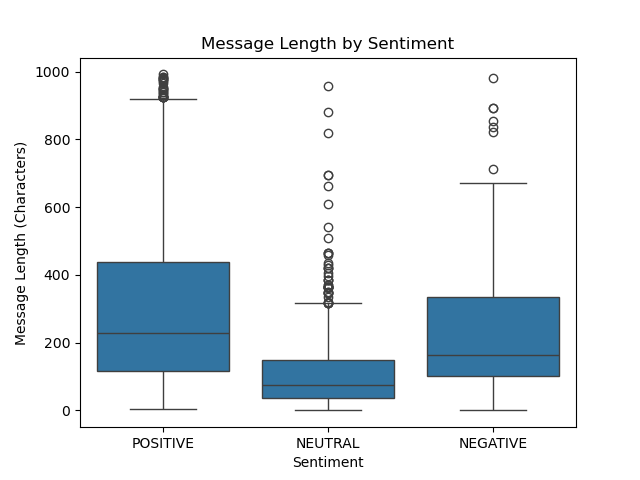 Message Length by Sentiment
1000
800
600
400
200
0
Message Length (Characters)
POSITIVE NEUTRAL NEGATIVE
Sentiment